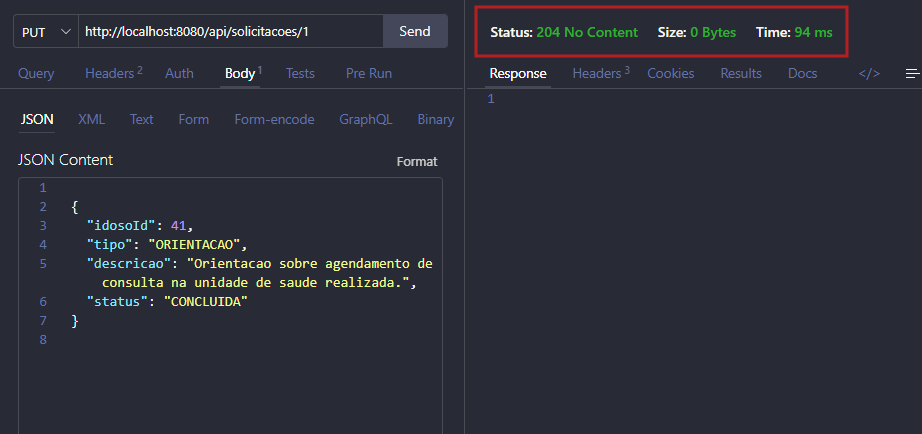 PUT http://localhost:8080/api/solicitacoes/1 Send
Query Headers 2 Auth Body 1 Tests Pre Run
JSON XML Text Form Form-encode GraphQL Binary
JSON Content Format
1
2 {
3 "idosoId": 41,
4 "tipo": "ORIENTACAO",
5 "descricao": "Orientacao sobre agendamento de
consulta na unidade de saude realizada.",
6 "status": "CONCLUIDA"
7 }
8
Status: 204 No Content Size: 0 Bytes Time: 94 ms
Response Headers 3 Cookies Results Docs </>
1